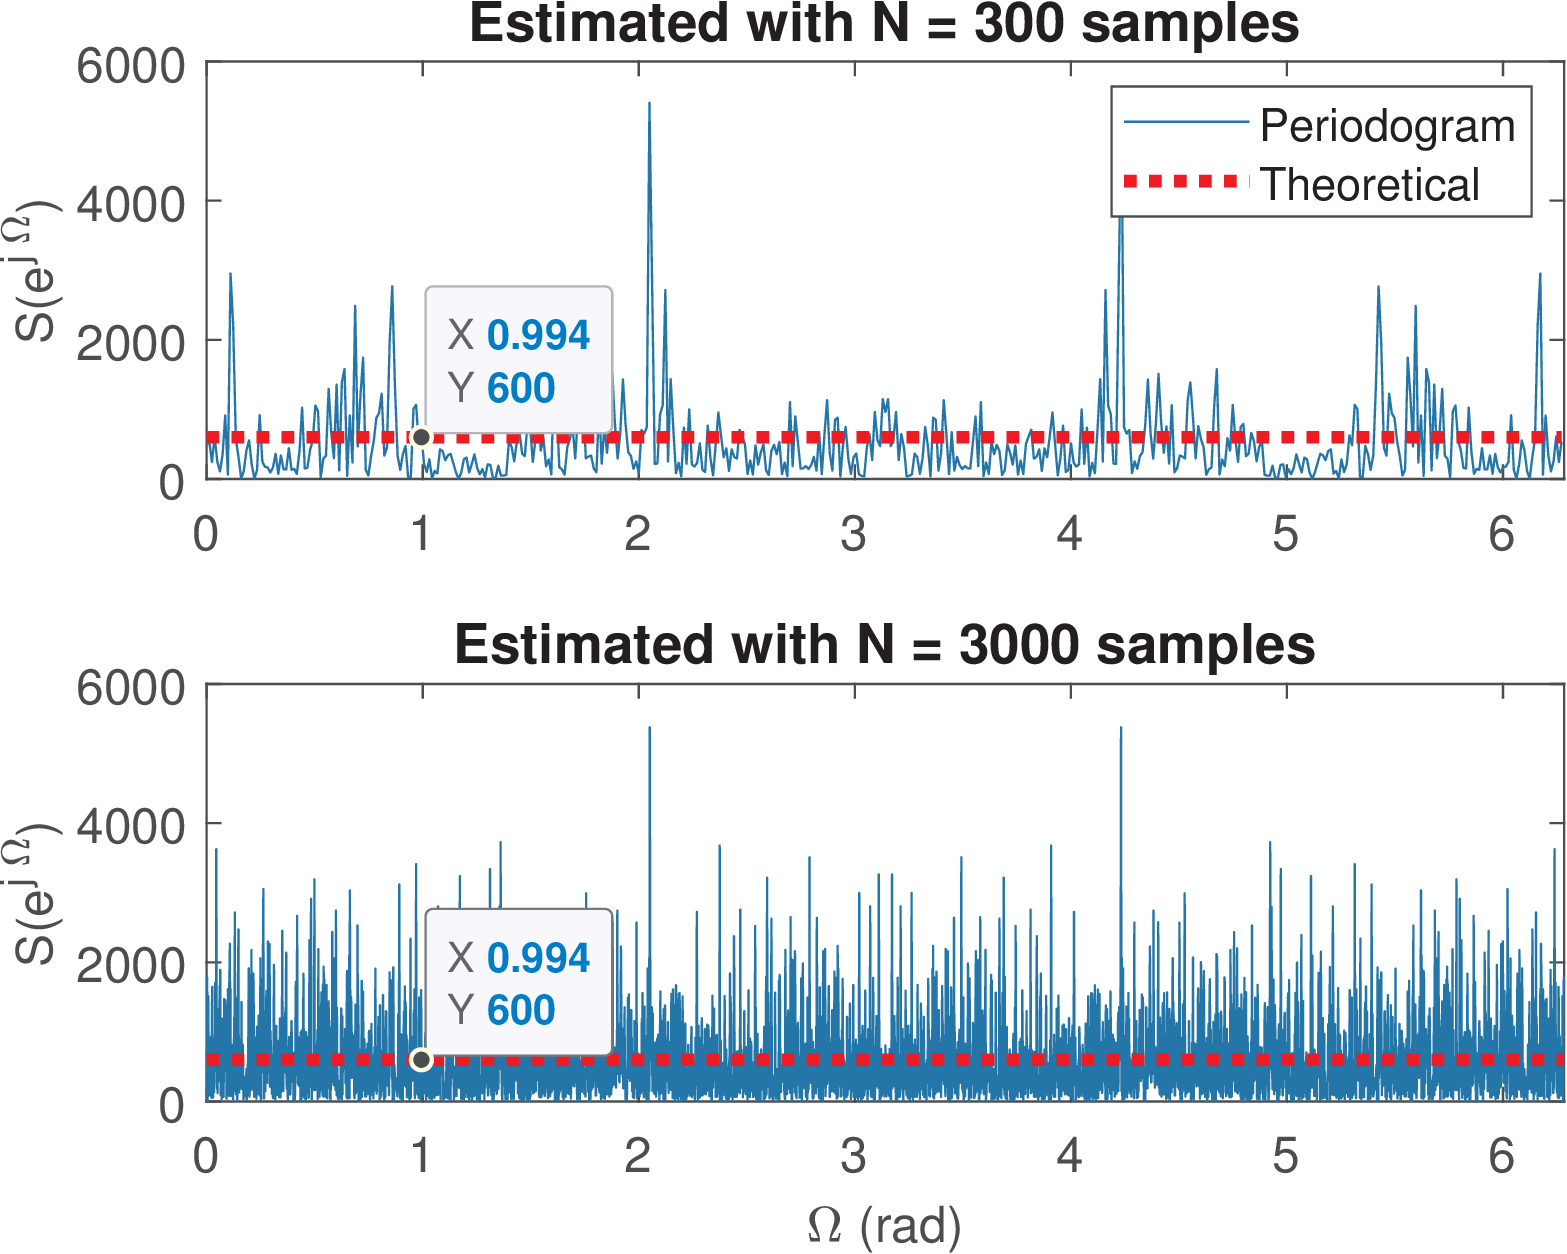 Estimated with N = 300 samples
6000
4000
2000
0
S(e^{j Ω})
Periodogram
Theoretical
X 0.994
Y 600
0 1 2 3 4 5 6
Estimated with N = 3000 samples
6000
4000
2000
0
S(e^{j Ω})
X 0.994
Y 600
0 1 2 3 4 5 6
Ω (rad)